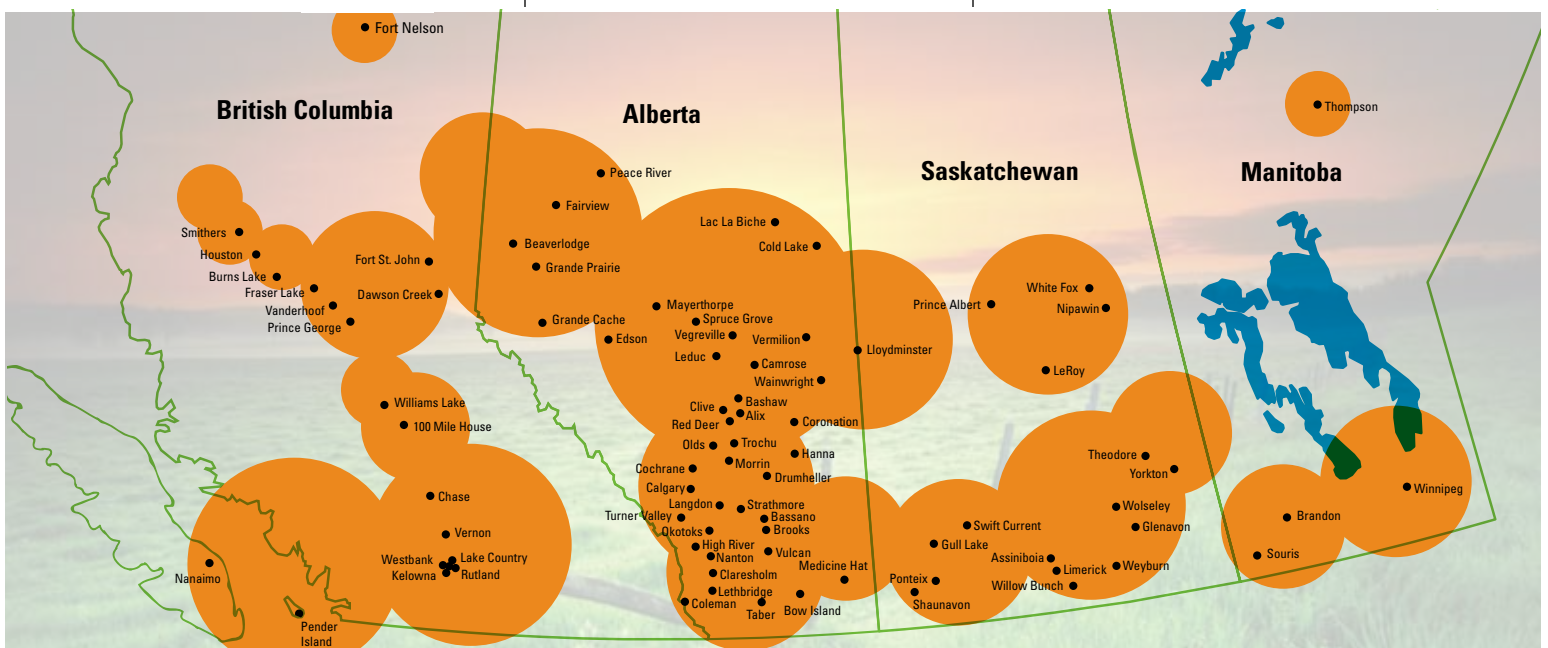 Fort Nelson
British Columbia
Alberta
Saskatchewan
Manitoba
Thompson
Smithers
Houston
Burns Lake
Fraser Lake
Vanderhoof
Prince George
Fort St. John
Dawson Creek
Williams Lake
100 Mile House
Chase
Vernon
Westbank
Lake Country
Kelowna
Rutland
Nanaimo
Pender
Island
Peace River
Fairview
Beaverlodge
Grande Prairie
Grande Cache
Lac La Biche
Cold Lake
Mayerthorpe
Spruce Grove
Edson
Vegreville
Vermilion
Leduc
Camrose
Wainwright
Lloydminster
Bashaw
Clive
Alix
Red Deer
Coronation
Olds
Trochu
Hanna
Cochrane
Morrin
Drumheller
Calgary
Langdon
Strathmore
Turner Valley
Bassano
Okotoks
Brooks
High River
Nanton
Vulcan
Claresholm
Medicine Hat
Lethbridge
Coleman
Taber
Bow Island
Prince Albert
White Fox
Nipawin
LeRoy
Theodore
Yorkton
Wolseley
Glenavon
Swift Current
Gull Lake
Assiniboia
Limerick
Weyburn
Willow Bunch
Ponteix
Shaunavon
Winnipeg
Brandon
Souris